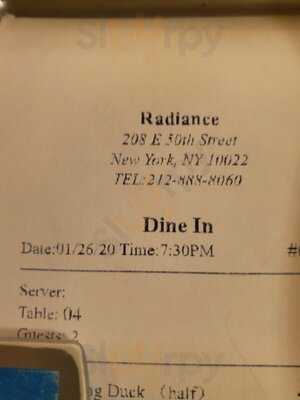 Radiance
208 E 50th Street
New York, NY 10022
TEL:212-888-8060
Dine In
Date:01/26/20 Time:7:30PM
Server:
Table: 04
Guests: 2
Duck (half)